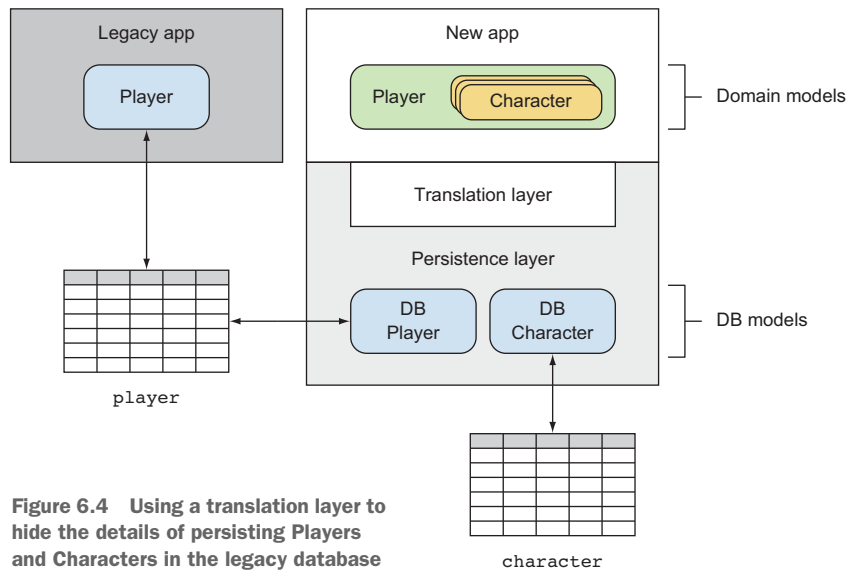 Legacy app
Player
New app
Player
Character
Domain models
Translation layer
Persistence layer
DB
Player
DB
Character
DB models
player
character
Figure 6.4 Using a translation layer to
hide the details of persisting Players
and Characters in the legacy database